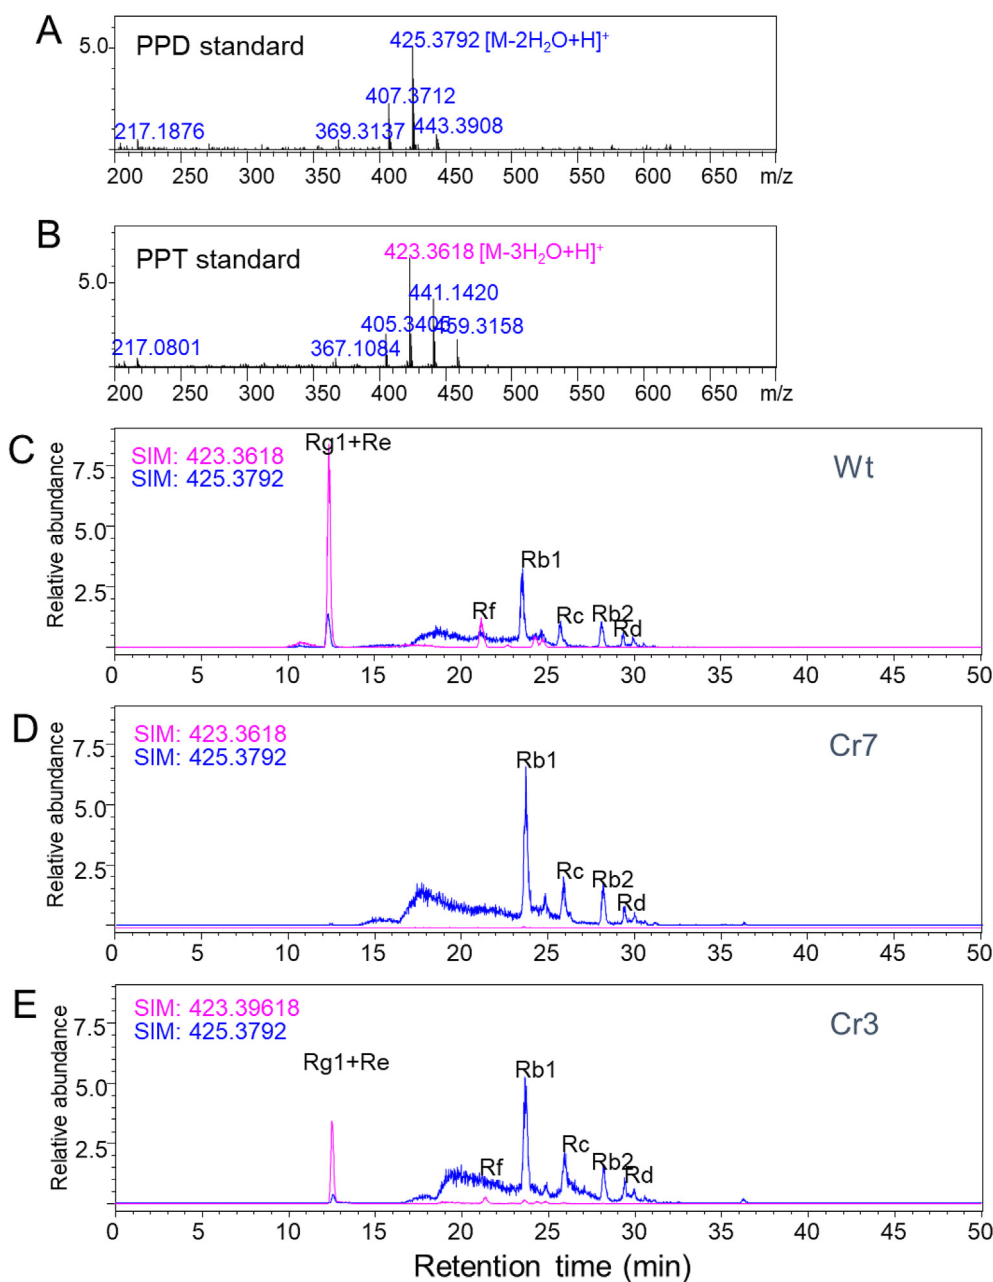 A
PPD standard
5.0
425.3792 [M-2H₂O+H]⁺
407.3712
443.3908
369.3137
217.1876
200 250 300 350 400 450 500 550 600 650 m/z
B
PPT standard
5.0
423.3618 [M-3H₂O+H]⁺
441.1420
405.3405
459.3158
367.1084
217.0801
200 250 300 350 400 450 500 550 600 650 m/z
C
Relative abundance
SIM: 423.3618
SIM: 425.3792
Wt
7.5
5.0
2.5
Rg1+Re
Rf
Rb1
Rc
Rb2
Rd
0 5 10 15 20 25 30 35 40 45 50
D
Relative abundance
SIM: 423.3618
SIM: 425.3792
Cr7
7.5
5.0
2.5
Rb1
Rc
Rb2
Rd
0 5 10 15 20 25 30 35 40 45 50
E
Relative abundance
SIM: 423.39618
SIM: 425.3792
Cr3
7.5
5.0
2.5
Rg1+Re
Rf
Rb1
Rc
Rb2
Rd
0 5 10 15 20 25 30 35 40 45 50
Retention time (min)